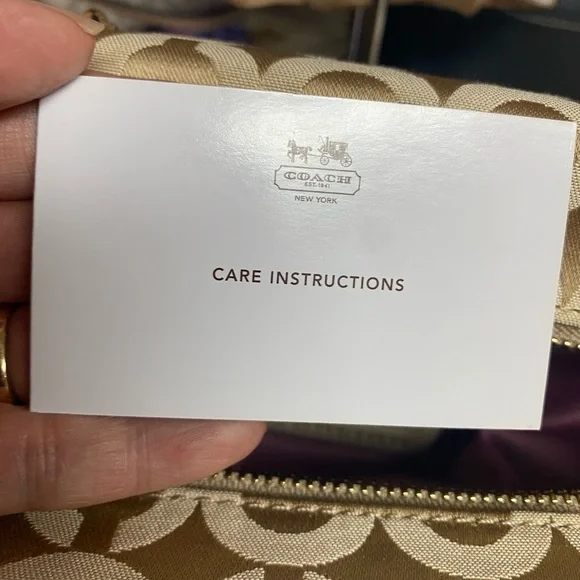 COACH
EST. 1941
NEW YORK
CARE INSTRUCTIONS